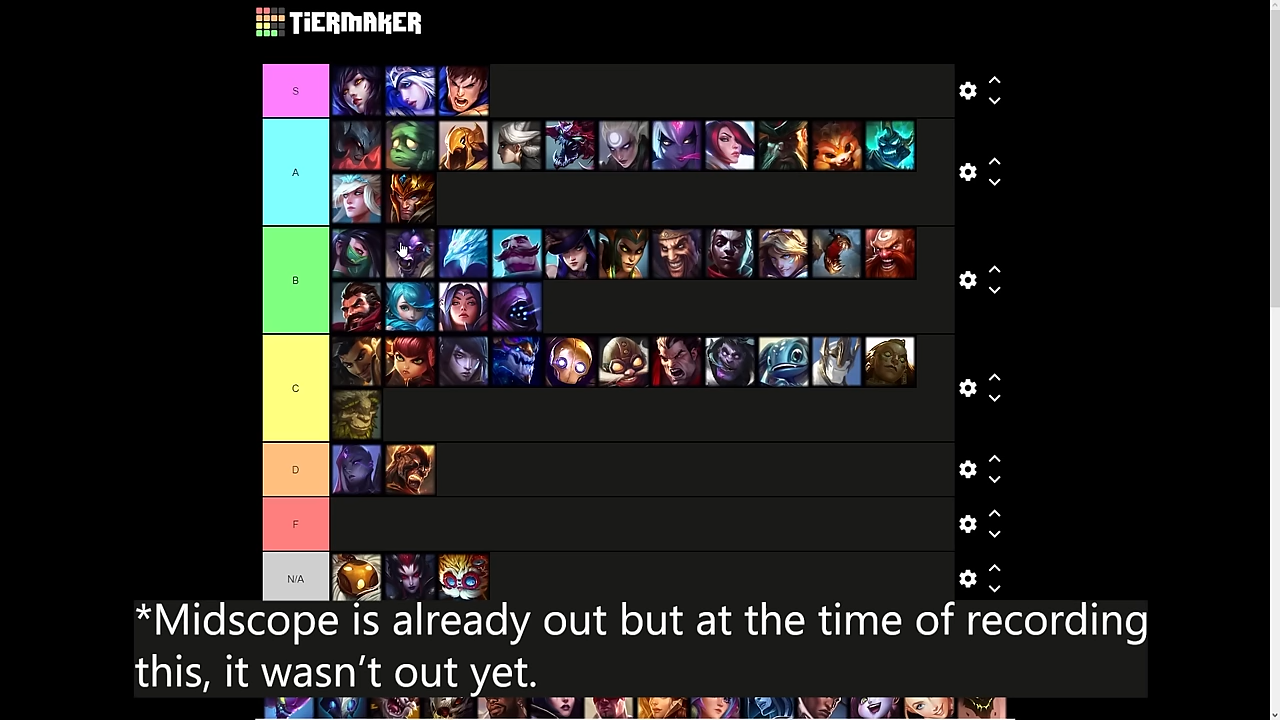 TIERMAKER
S
A
B
C
D
F
N/A
*Midscope is already out but at the time of recording
this, it wasn't out yet.